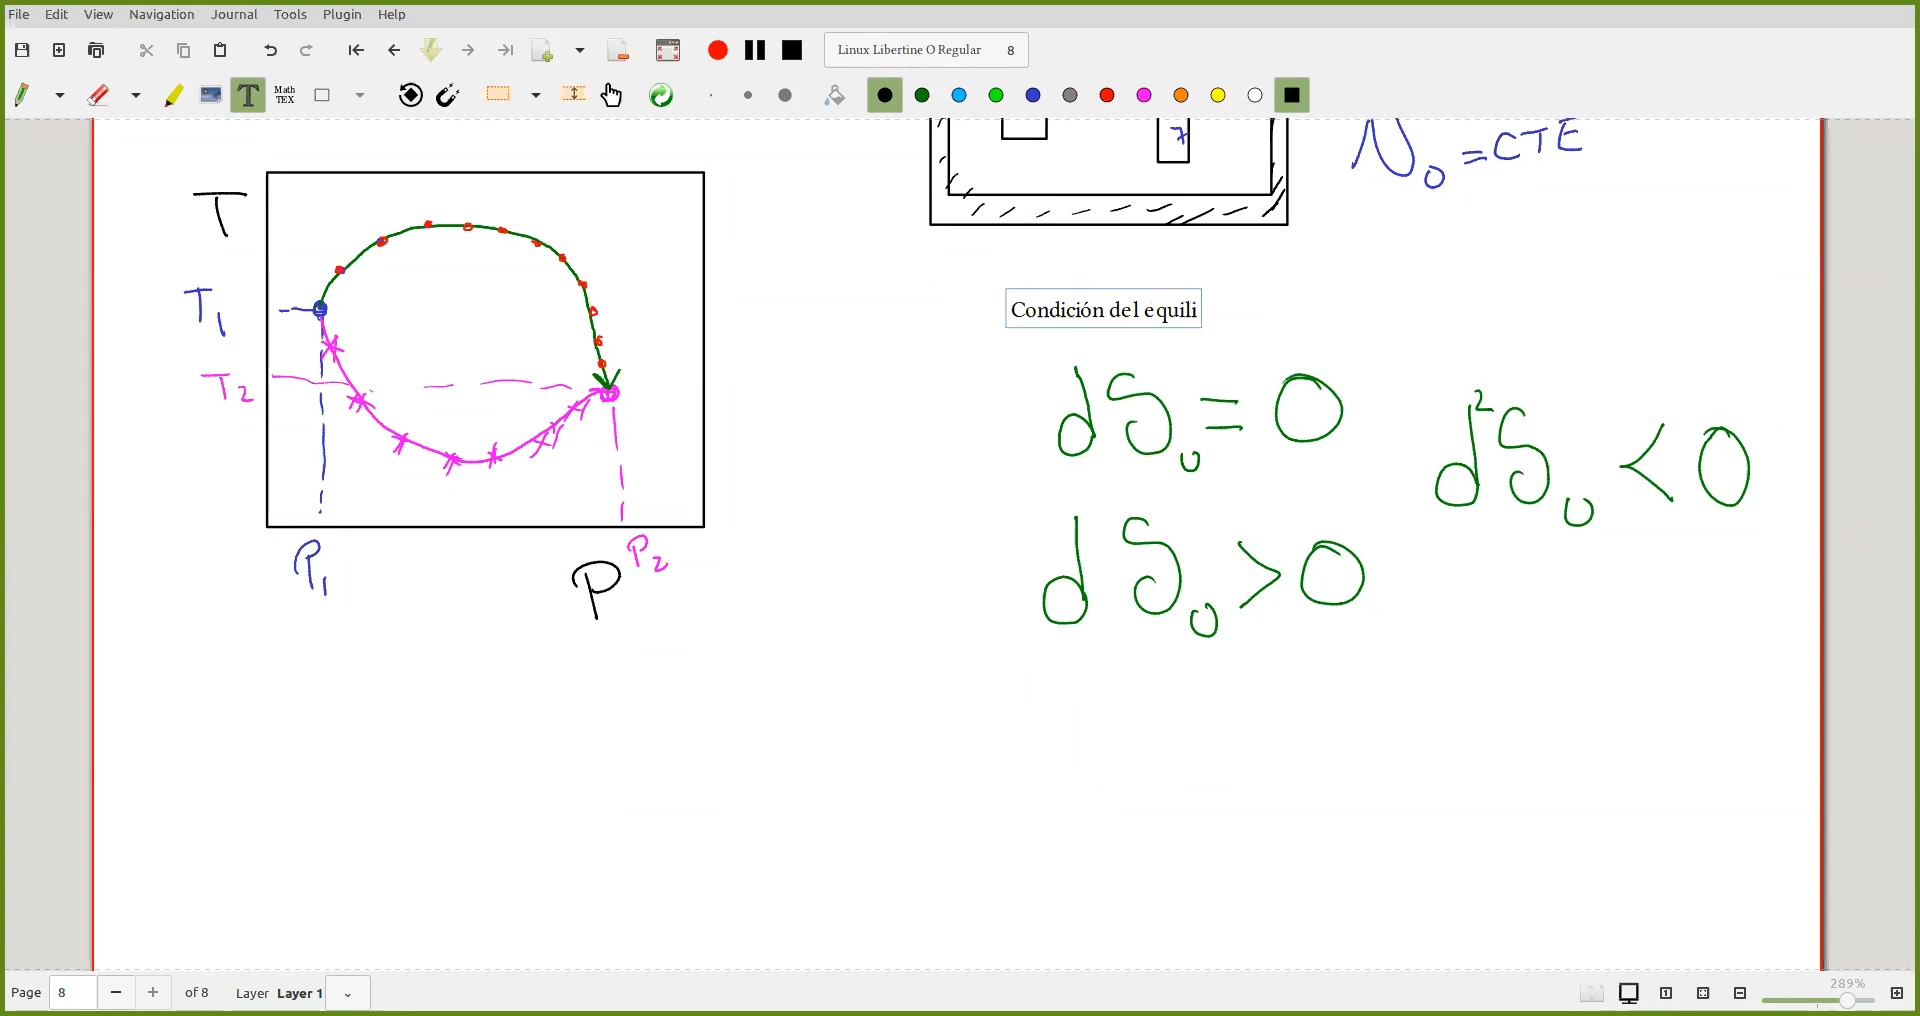 File Edit View Navigation Journal Tools Plugin Help
Linux Libertine O Regular 8
Math
TEX
7
N₀ = CTE
T
T₁
Condición del equili
T₂
dS₀ = 0
d²S₀ < 0
P₁
P
P₂
dS₀ > 0
289%
Page 8 of 8 Layer Layer 1